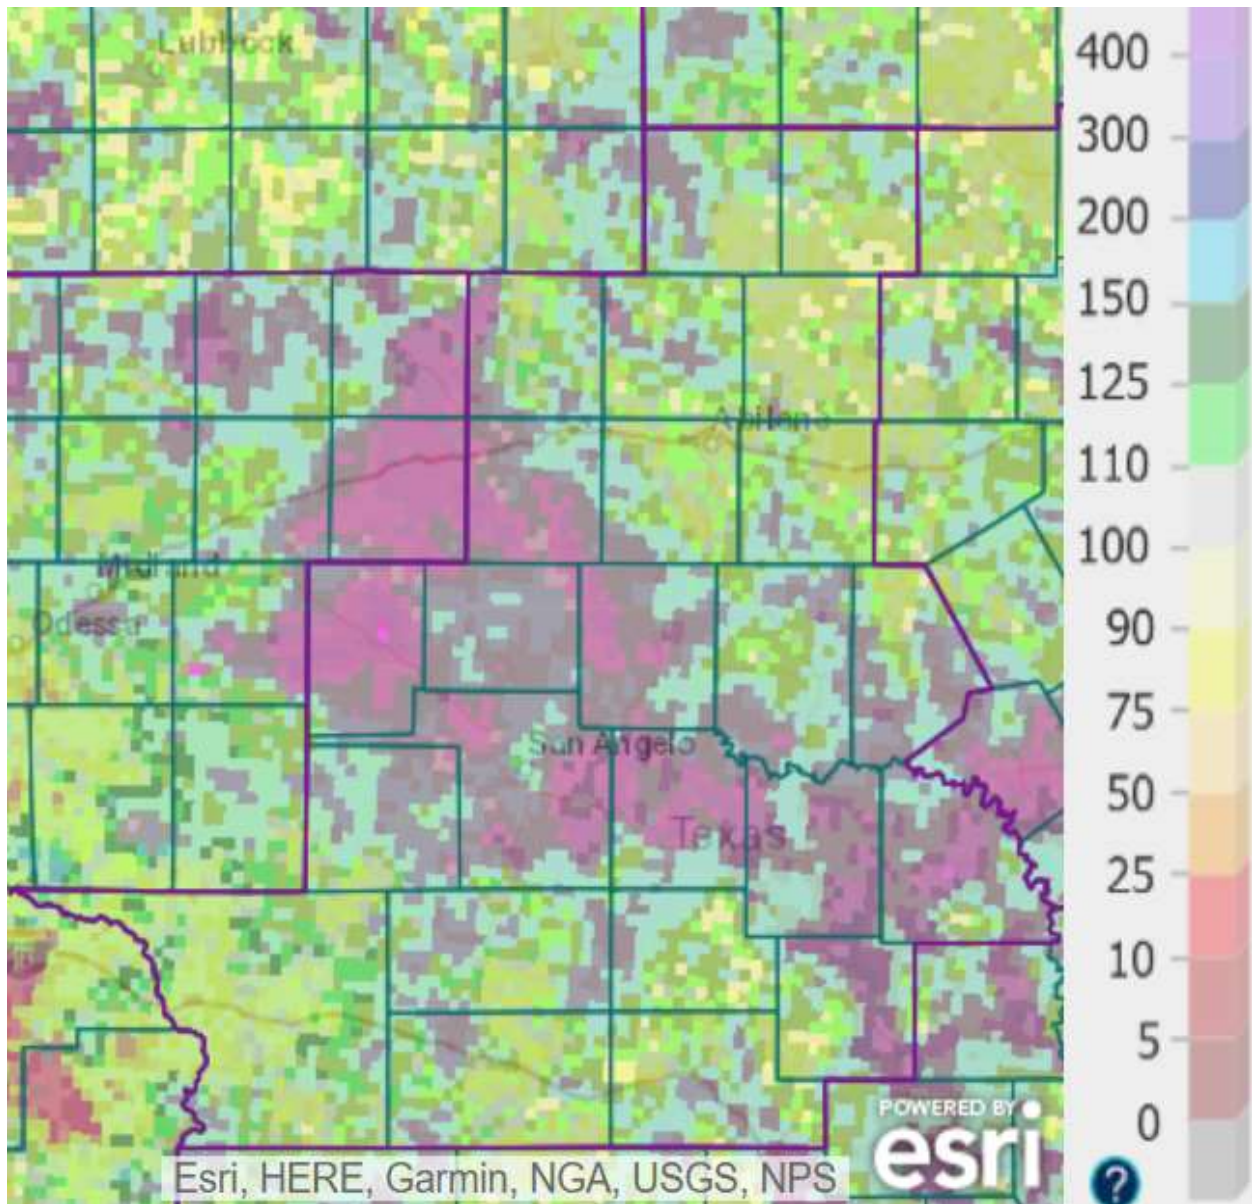 Lubbock
400
300
200
150
125
Abilene
110
100
Midland
90
Odessa
75
San Angelo
50
Texas
25
10
5
0
POWERED BY
esri
Esri, HERE, Garmin, NGA, USGS, NPS
?